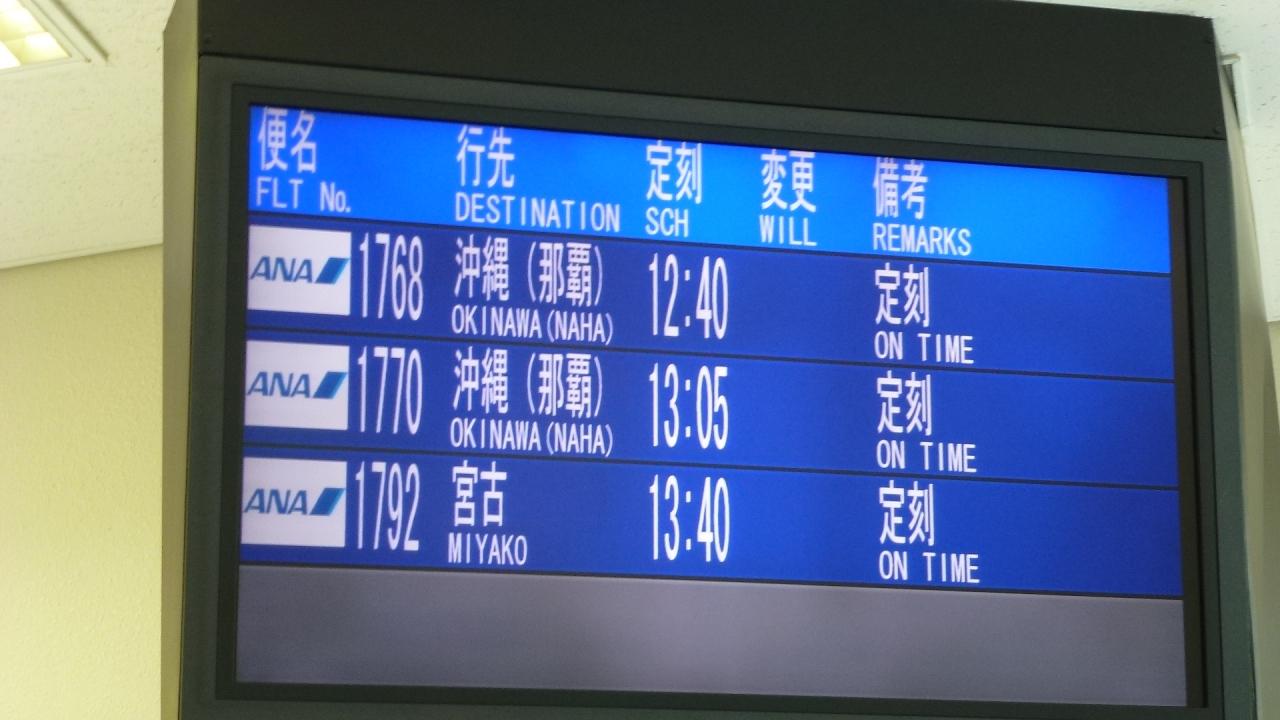 便名 行先 定刻 変更 備考
FLT No. DESTINATION SCH WILL REMARKS
ANA 1768 沖縄（那覇） 12:40 定刻
OKINAWA(NAHA) ON TIME
ANA 1770 沖縄（那覇） 13:05 定刻
OKINAWA(NAHA) ON TIME
ANA 1792 宮古 13:40 定刻
MIYAKO ON TIME